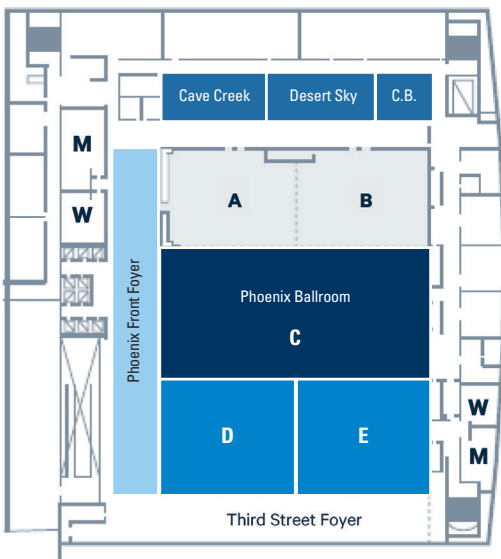 Cave Creek
Desert Sky
C.B.
M
W
A
B
Phoenix Front Foyer
Phoenix Ballroom
C
D
E
W
M
Third Street Foyer